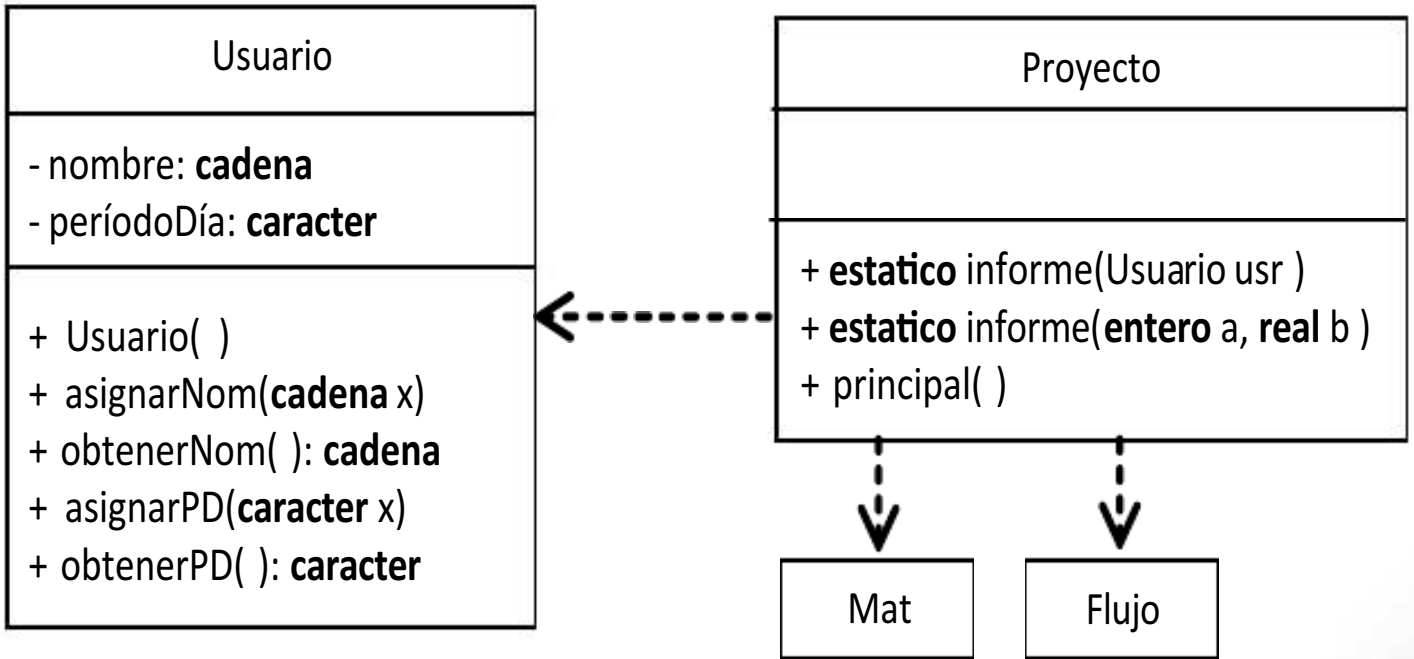 Usuario
- nombre: cadena
- períodoDía: caracter
+ Usuario( )
+ asignarNom(cadena x)
+ obtenerNom( ): cadena
+ asignarPD(caracter x)
+ obtenerPD( ): caracter
Proyecto
+ estatico informe(Usuario usr )
+ estatico informe(entero a, real b )
+ principal( )
Mat
Flujo